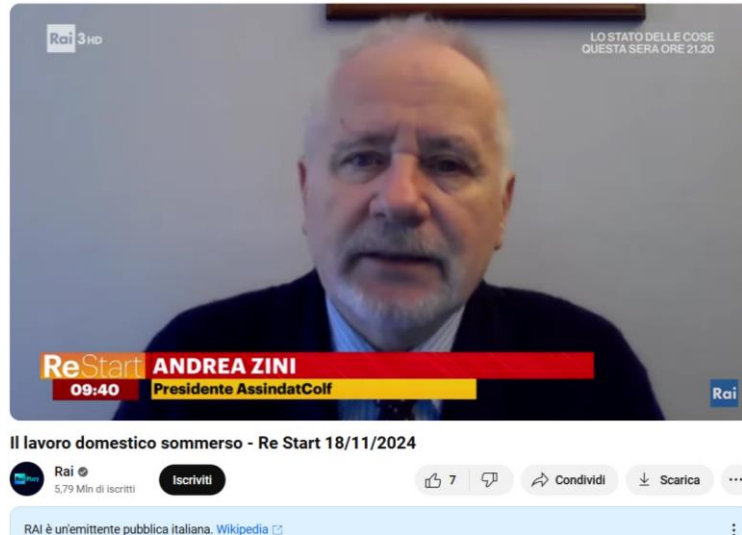 Rai 3 HD
LO STATO DELLE COSE
QUESTA SERA ORE 21.20
ReStart
ANDREA ZINI
09:40
Presidente AssindatColf
Rai
Il lavoro domestico sommerso - Re Start 18/11/2024
Rai
5,79 Mln di iscritti
Iscriviti
7
Condividi
Scarica
RAI è un'emittente pubblica italiana. Wikipedia